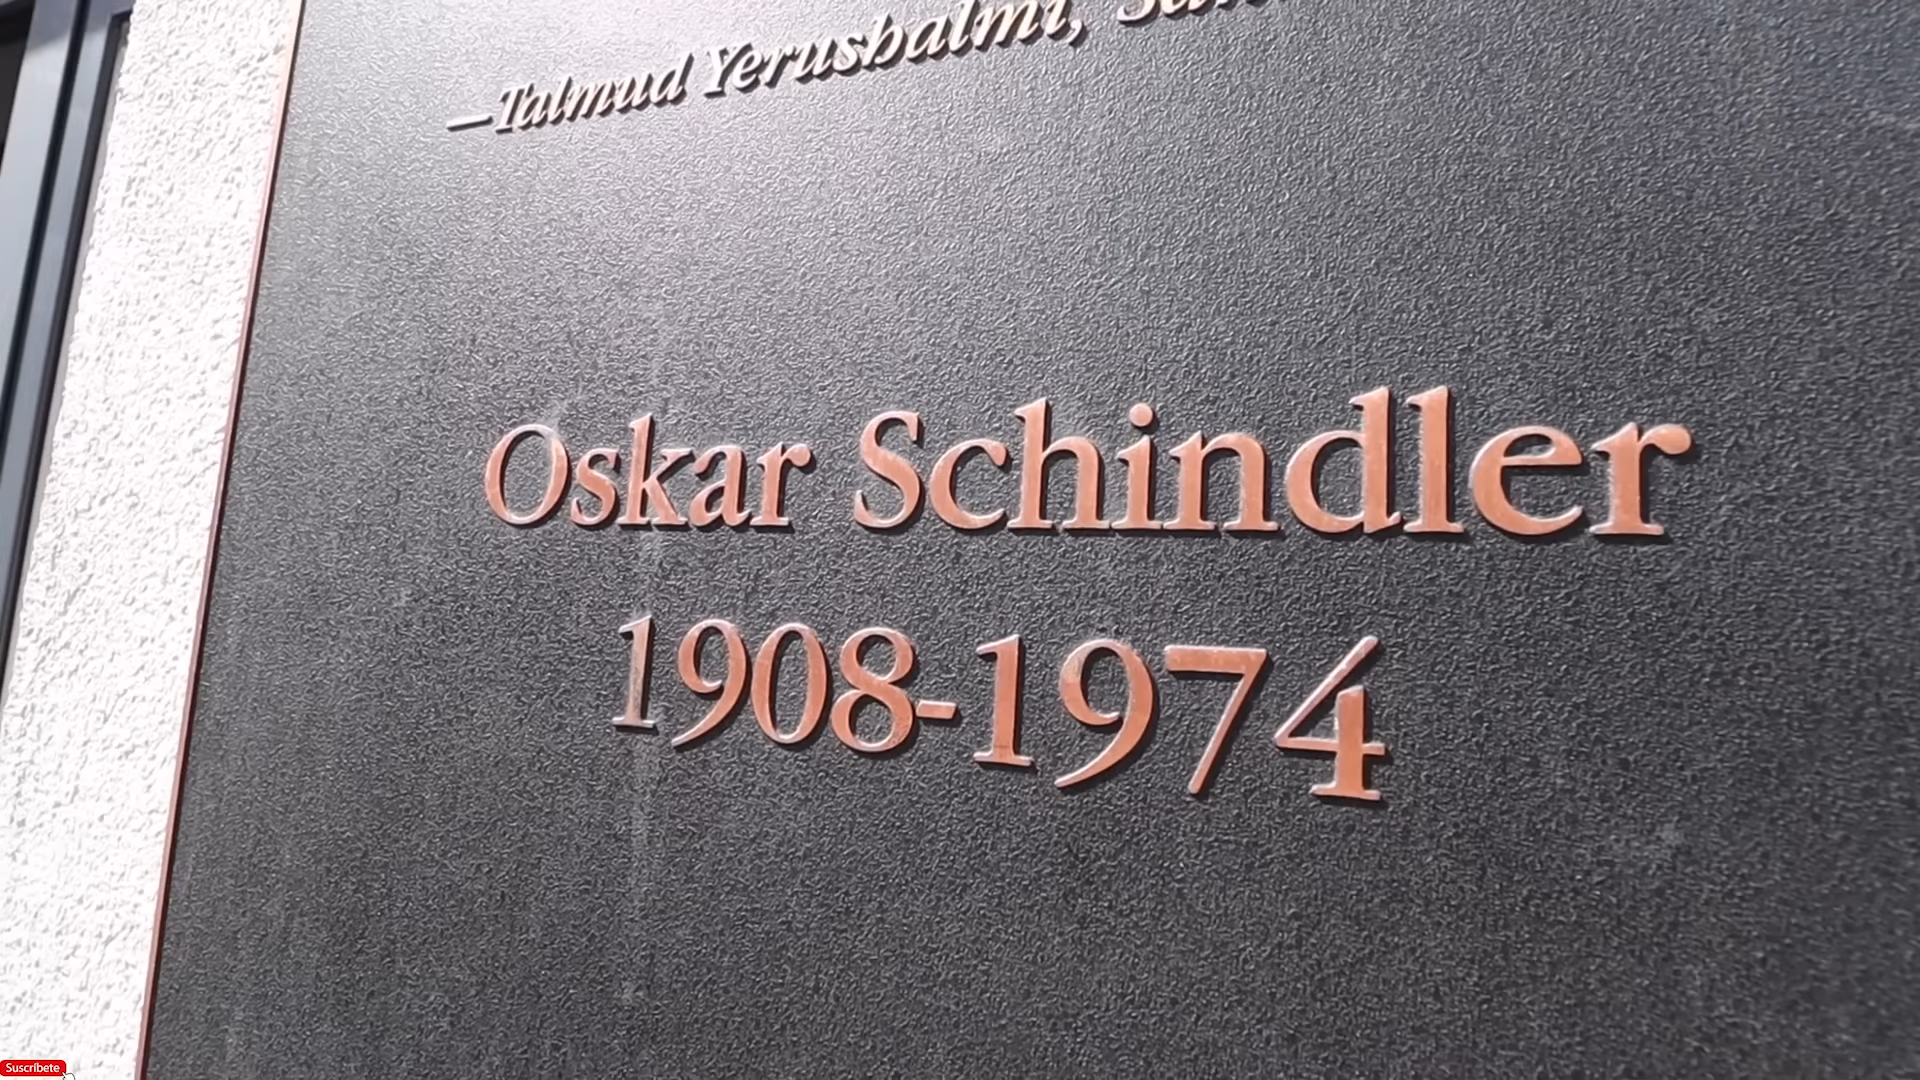 —Talmud Yerushalmi,
Oskar Schindler
1908-1974
Suscríbete